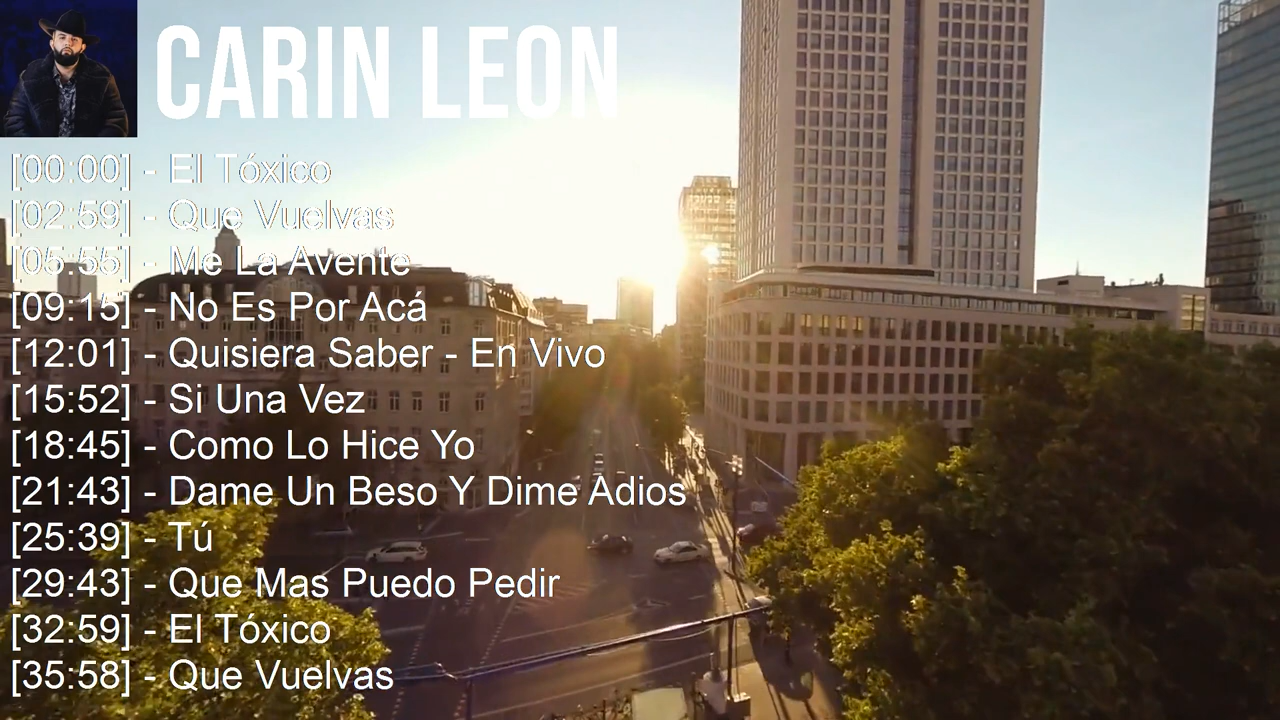 CARIN LEON
[00:00] - El Tóxico
[02:59] - Que Vuelvas
[05:55] - Me La Avente
[09:15] - No Es Por Acá
[12:01] - Quisiera Saber - En Vivo
[15:52] - Si Una Vez
[18:45] - Como Lo Hice Yo
[21:43] - Dame Un Beso Y Dime Adios
[25:39] - Tú
[29:43] - Que Mas Puedo Pedir
[32:59] - El Tóxico
[35:58] - Que Vuelvas